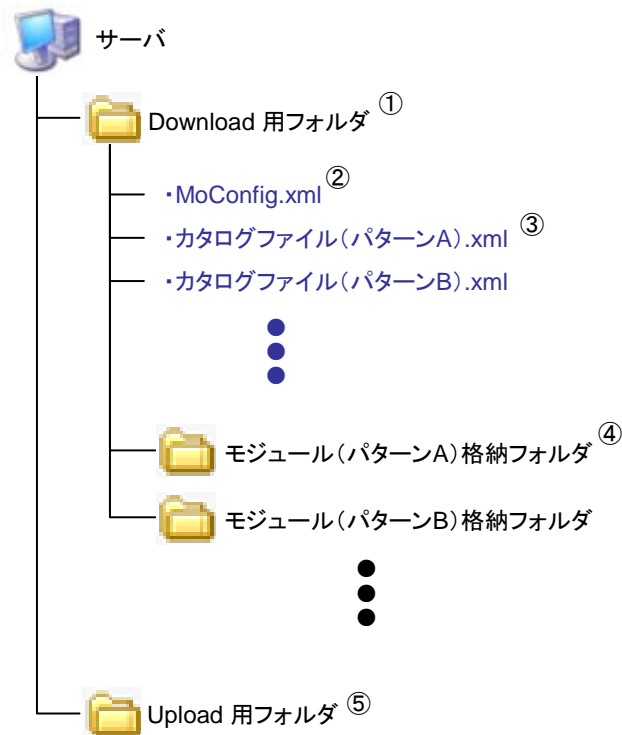 サーバ
Download 用フォルダ ①
・MoConfig.xml ②
・カタログファイル（パターンA）.xml ③
・カタログファイル（パターンB）.xml
モジュール（パターンA）格納フォルダ ④
モジュール（パターンB）格納フォルダ
Upload 用フォルダ ⑤